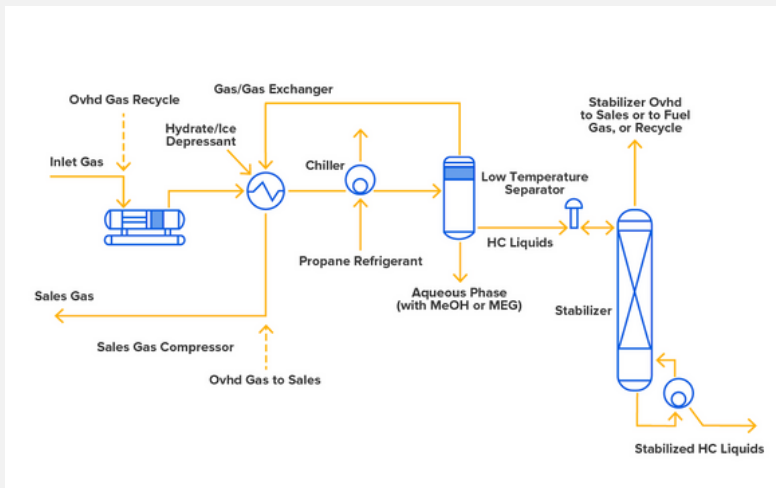 Ovhd Gas Recycle
Gas/Gas Exchanger
Stabilizer Ovhd
to Sales or to Fuel
Gas, or Recycle
Hydrate/Ice
Depressant
Inlet Gas
Chiller
Low Temperature
Separator
HC Liquids
Propane Refrigerant
Aqueous Phase
(with MeOH or MEG)
Sales Gas
Stabilizer
Sales Gas Compressor
Ovhd Gas to Sales
Stabilized HC Liquids